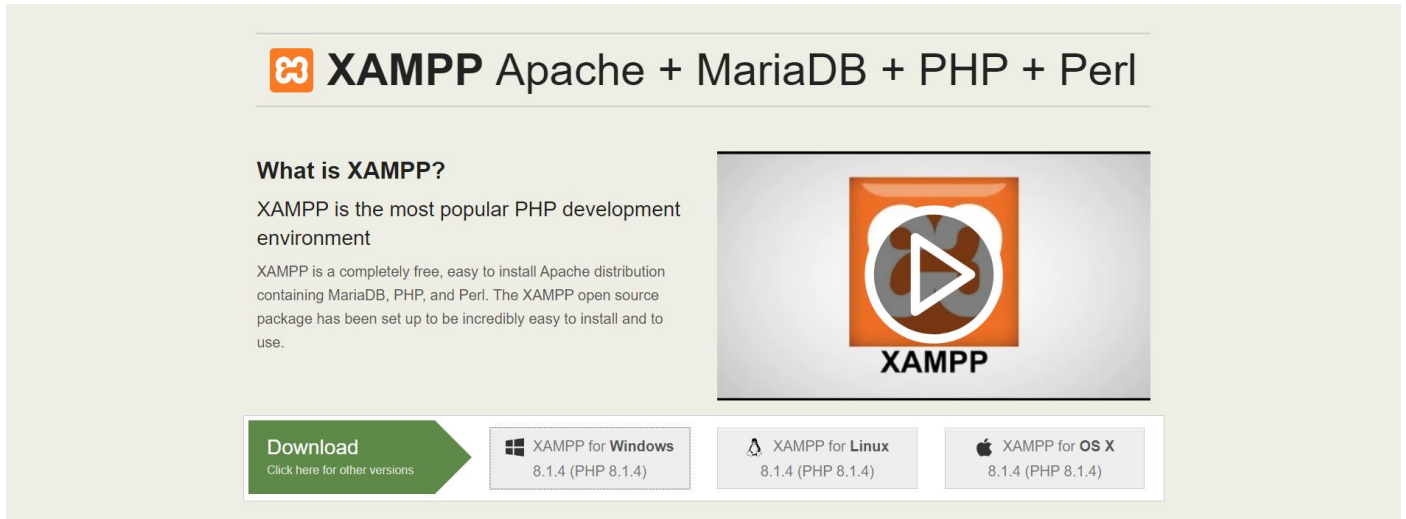 XAMPP Apache + MariaDB + PHP + Perl
What is XAMPP?
XAMPP is the most popular PHP development
environment
XAMPP is a completely free, easy to install Apache distribution
containing MariaDB, PHP, and Perl. The XAMPP open source
package has been set up to be incredibly easy to install and to
use.
XAMPP
Download
Click here for other versions
XAMPP for Windows
8.1.4 (PHP 8.1.4)
XAMPP for Linux
8.1.4 (PHP 8.1.4)
XAMPP for OS X
8.1.4 (PHP 8.1.4)